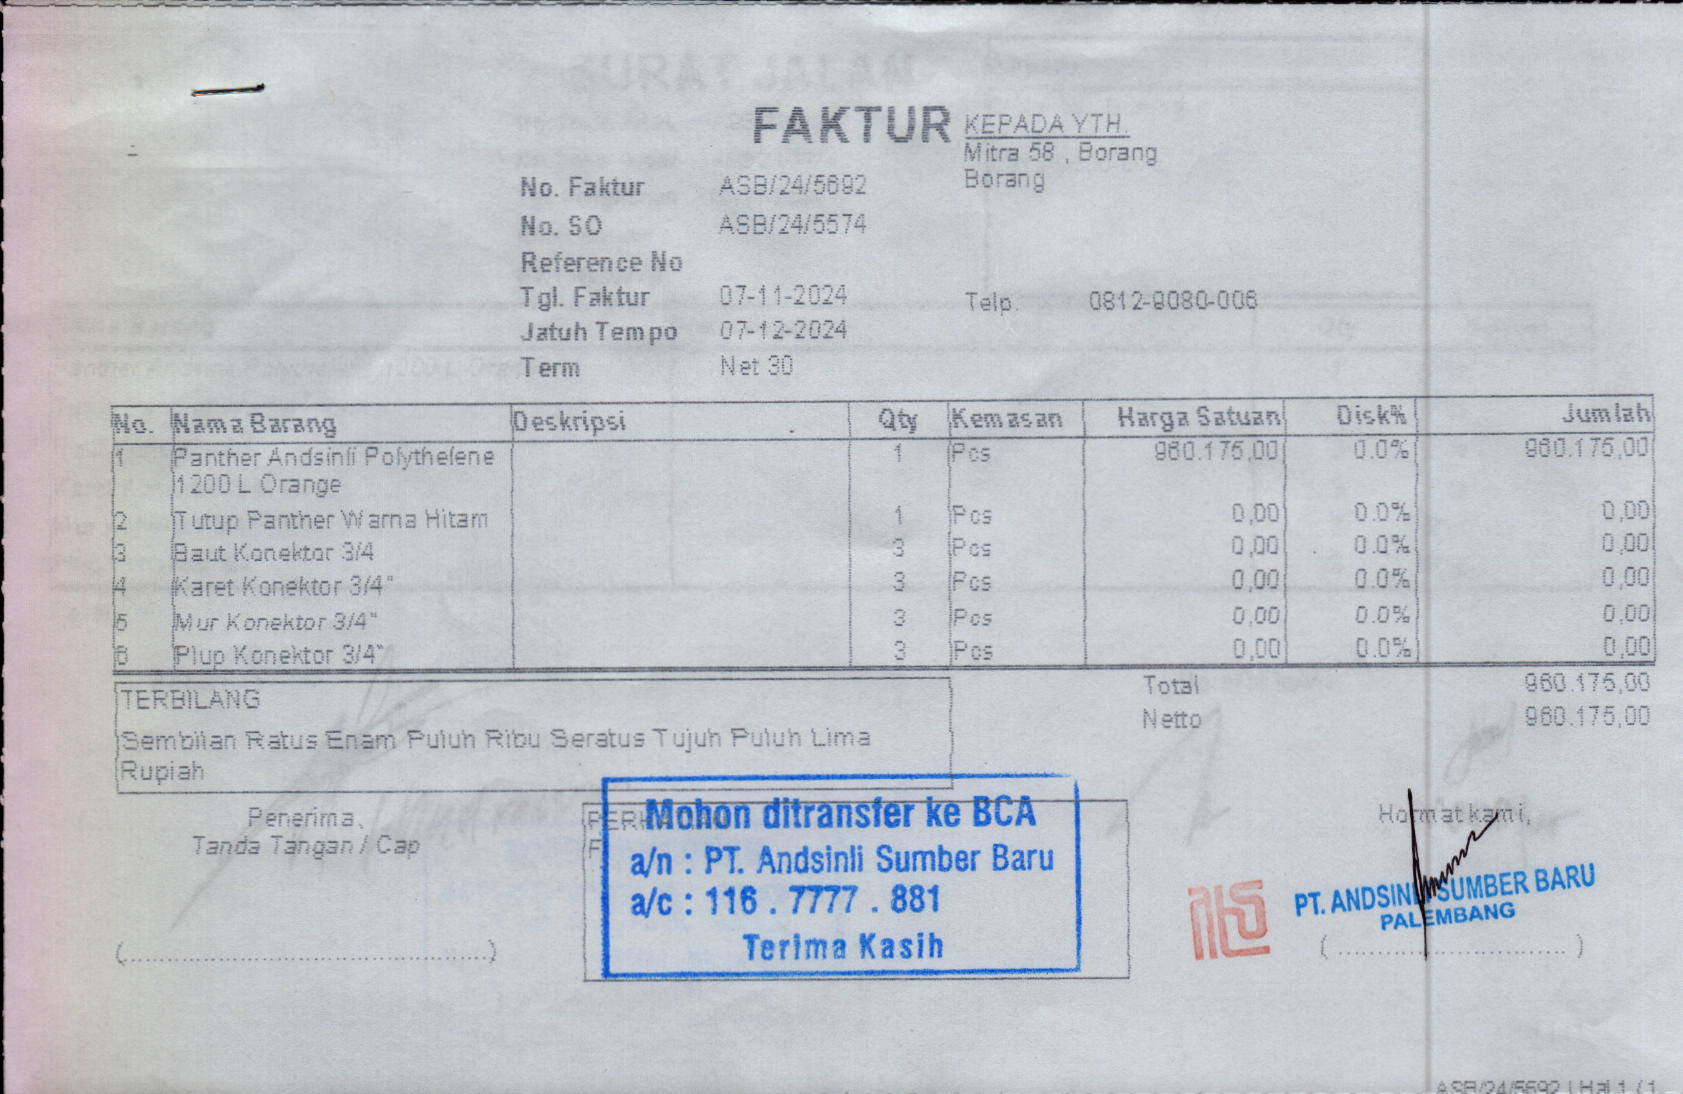 FAKTUR
KEPADA YTH.
Mitra 58 , Borang
Borang
No. Faktur ASB/24/5692
No. SO ASB/24/5574
Reference No
Tgl. Faktur 07-11-2024
Telp. 0812-9080-006
Jatuh Tempo 07-12-2024
Term Net 30
No. Nama Barang Deskripsi Qty Kemasan Harga Satuan Disk% Jumlah
1 Panther Andsinli Polythelene 1 Pcs 960.175,00 0.0% 960.175,00
1200 L Orange
2 Tutup Panther Warna Hitam 1 Pcs 0,00 0.0% 0,00
3 Baut Konektor 3/4 3 Pcs 0,00 0.0% 0,00
4 Karet Konektor 3/4" 3 Pcs 0,00 0.0% 0,00
5 Mur Konektor 3/4" 3 Pcs 0,00 0.0% 0,00
6 Plup Konektor 3/4" 3 Pcs 0,00 0.0% 0,00
TERBILANG
Sembilan Ratus Enam Puluh Ribu Seratus Tujuh Puluh Lima
Rupiah
Total 960.175,00
Netto 960.175,00
Penerima,
Tanda Tangan / Cap
(..............................................)
Mohon ditransfer ke BCA
a/n : PT. Andsinli Sumber Baru
a/c : 116 . 7777 . 881
Terima Kasih
Hormat kami,
PT. ANDSINLI SUMBER BARU
PALEMBANG
( ............................. )
ASB/24/5692 | Hal 1 / 1